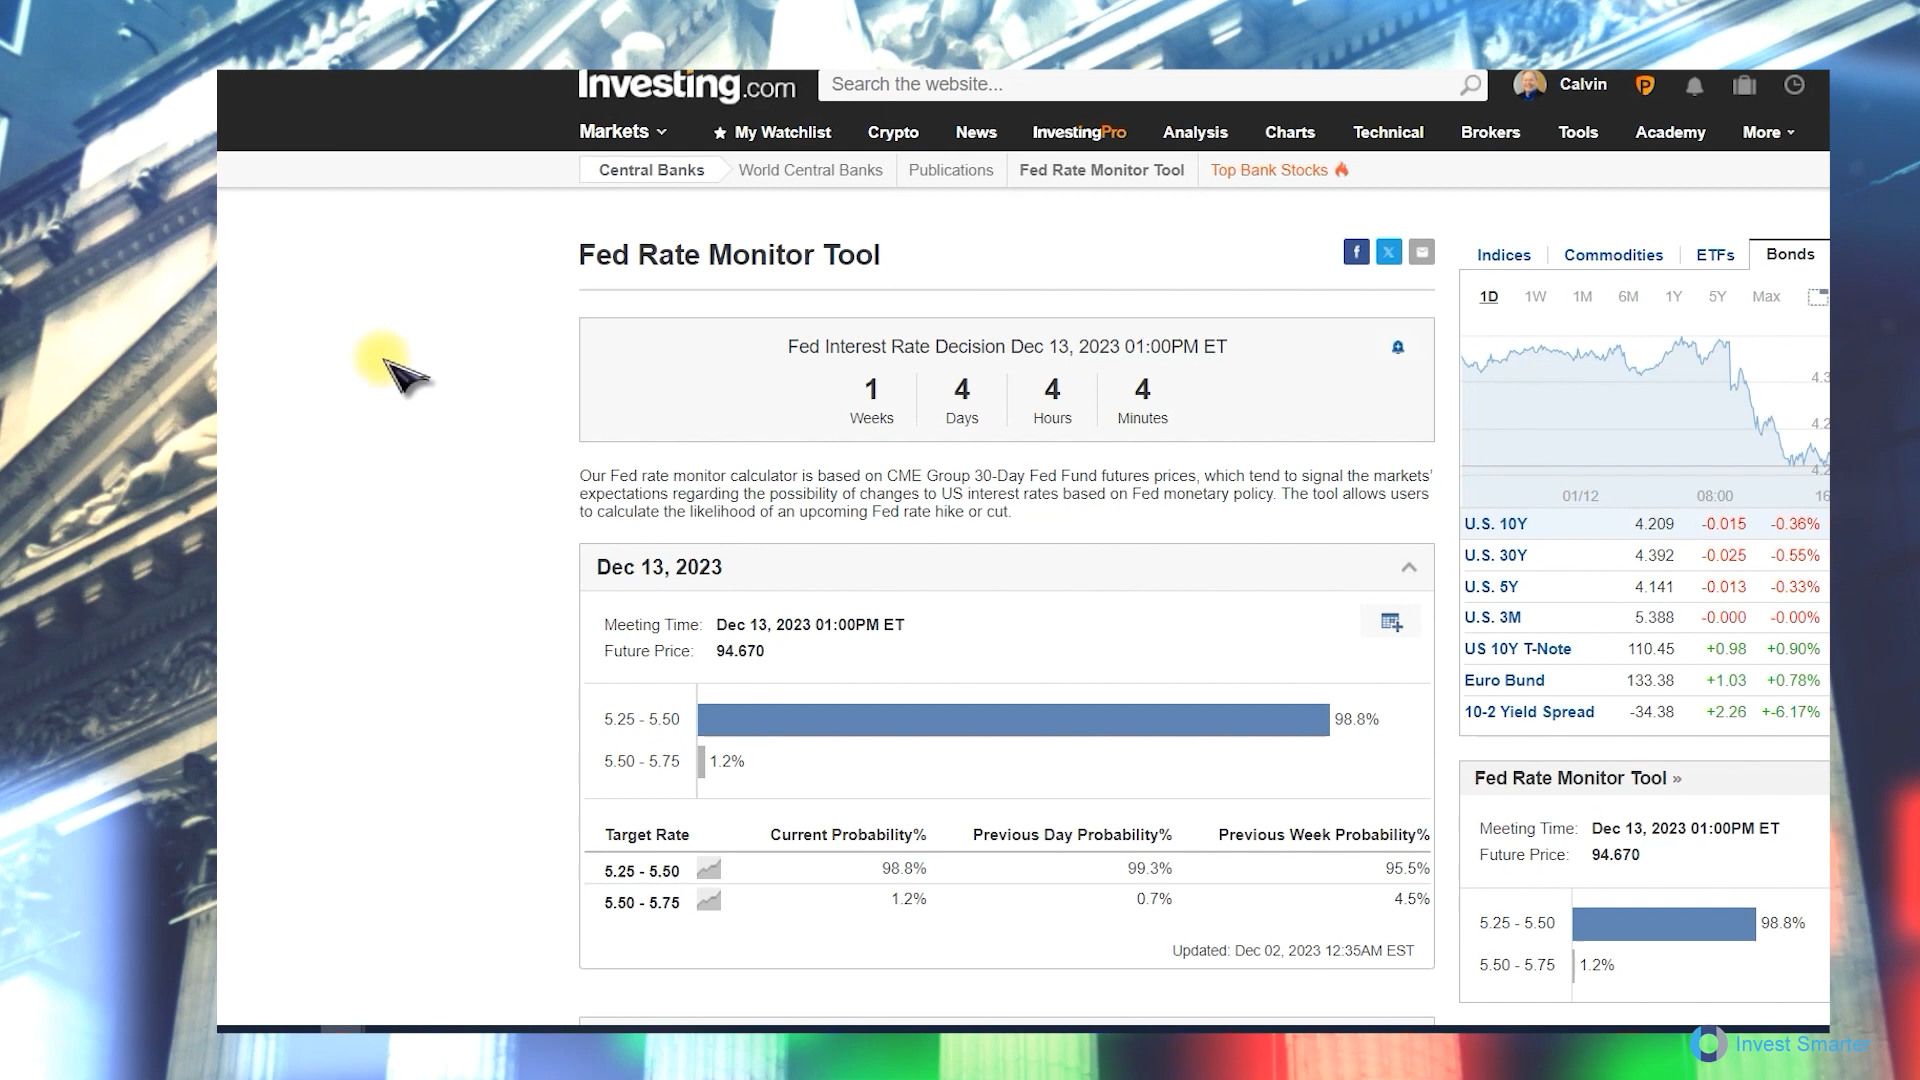 Investing.com
Search the website...
Calvin
Markets
My Watchlist
Crypto
News
InvestingPro
Analysis
Charts
Technical
Brokers
Tools
Academy
More
Central Banks
World Central Banks
Publications
Fed Rate Monitor Tool
Top Bank Stocks
Fed Rate Monitor Tool
Fed Interest Rate Decision Dec 13, 2023 01:00PM ET
1 4 4 4
Weeks Days Hours Minutes
Our Fed rate monitor calculator is based on CME Group 30-Day Fed Fund futures prices, which tend to signal the markets'
expectations regarding the possibility of changes to US interest rates based on Fed monetary policy. The tool allows users
to calculate the likelihood of an upcoming Fed rate hike or cut.
Dec 13, 2023
Meeting Time: Dec 13, 2023 01:00PM ET
Future Price: 94.670
5.25 - 5.50 98.8%
5.50 - 5.75 1.2%
Target Rate Current Probability% Previous Day Probability% Previous Week Probability%
5.25 - 5.50 98.8% 99.3% 95.5%
5.50 - 5.75 1.2% 0.7% 4.5%
Updated: Dec 02, 2023 12:35AM EST
Indices Commodities ETFs Bonds
1D 1W 1M 6M 1Y 5Y Max
01/12 08:00
U.S. 10Y 4.209 -0.015 -0.36%
U.S. 30Y 4.392 -0.025 -0.55%
U.S. 5Y 4.141 -0.013 -0.33%
U.S. 3M 5.388 -0.000 -0.00%
US 10Y T-Note 110.45 +0.98 +0.90%
Euro Bund 133.38 +1.03 +0.78%
10-2 Yield Spread -34.38 +2.26 +-6.17%
Fed Rate Monitor Tool »
Meeting Time: Dec 13, 2023 01:00PM ET
Future Price: 94.670
5.25 - 5.50 98.8%
5.50 - 5.75 1.2%
Invest Smarter